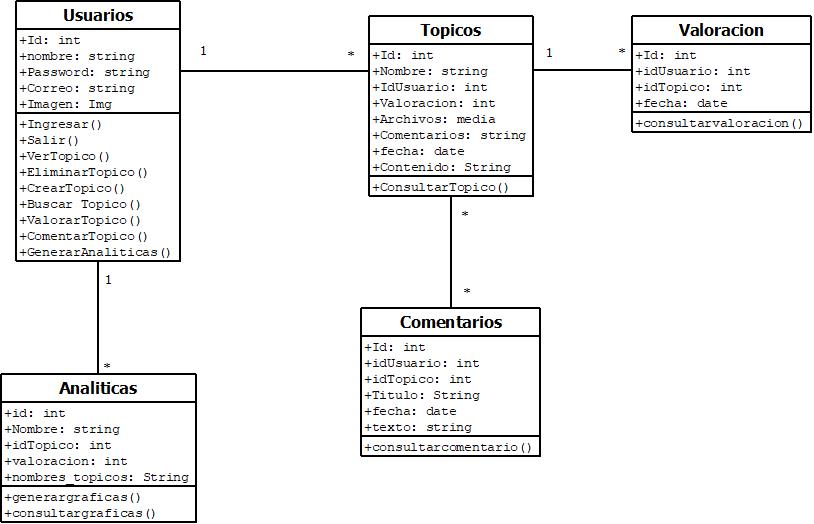 Usuarios
+Id: int
+nombre: string
+Password: string
+Correo: string
+Imagen: Img
+Ingresar()
+Salir()
+VerTopico()
+EliminarTopico()
+CrearTopico()
+Buscar Topico()
+ValorarTopico()
+ComentarTopico()
+GenerarAnaliticas()
1
*
Topicos
+Id: int
+Nombre: string
+IdUsuario: int
+Valoracion: int
+Archivos: media
+Comentarios: string
+fecha: date
+Contenido: String
+ConsultarTopico()
1
*
Valoracion
+Id: int
+idUsuario: int
+idTopico: int
+fecha: date
+consultarvaloracion()
*
*
Comentarios
+Id: int
+idUsuario: int
+idTopico: int
+Titulo: String
+fecha: date
+texto: string
+consultarcomentario()
1
*
Analiticas
+id: int
+Nombre: string
+idTopico: int
+valoracion: int
+nombres_topicos: String
+generargraficas()
+consultargraficas()